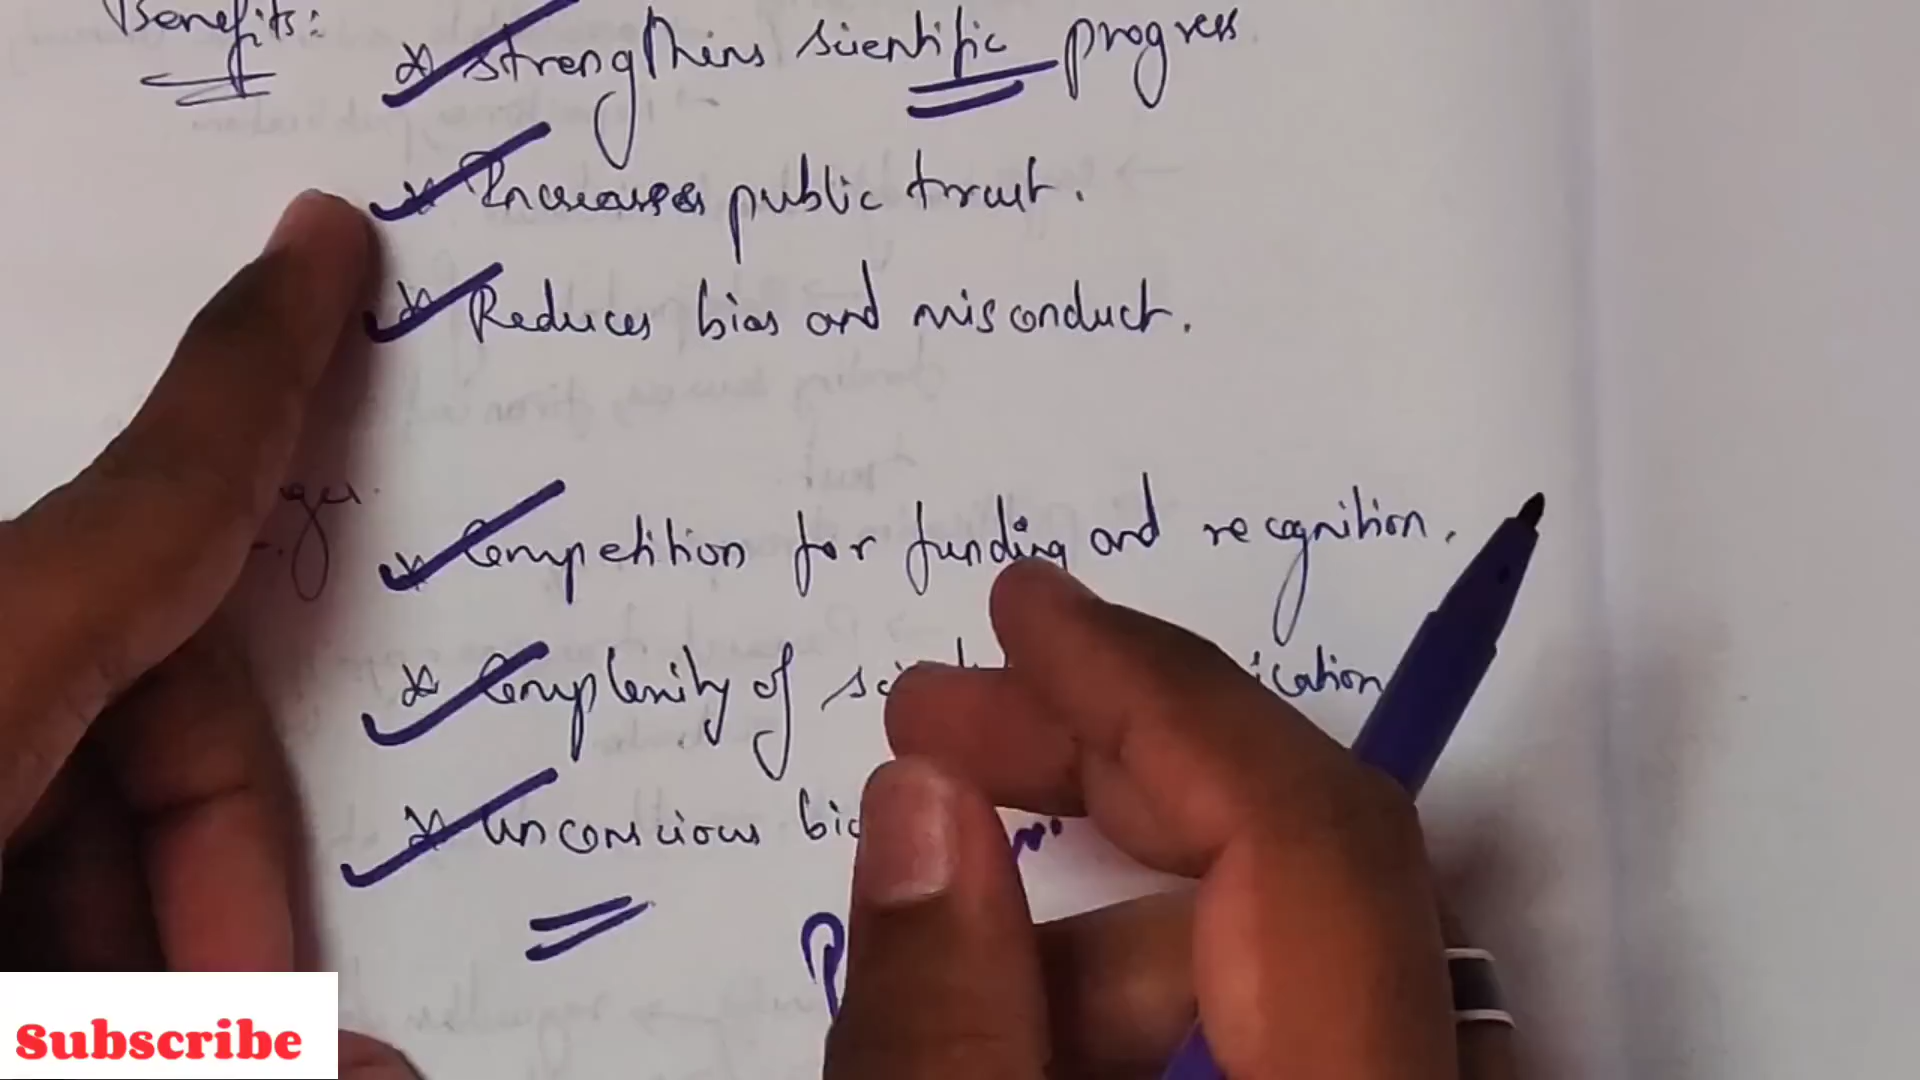 Benefits:
* Strengthens scientific progress.
* Increases public trust.
* Reduces bias and misconduct.
* Competition for funding and recognition.
* Complexity of
* Unconscious
Subscribe